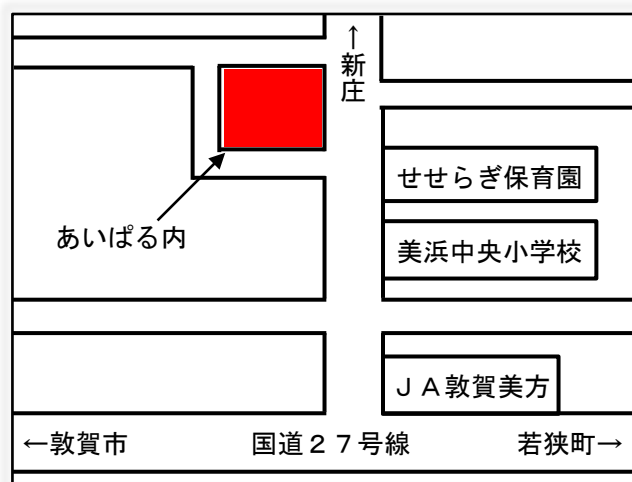 ↑新庄
せせらぎ保育園
あいぱる内
美浜中央小学校
ＪＡ敦賀美方
←敦賀市 国道２７号線 若狭町→